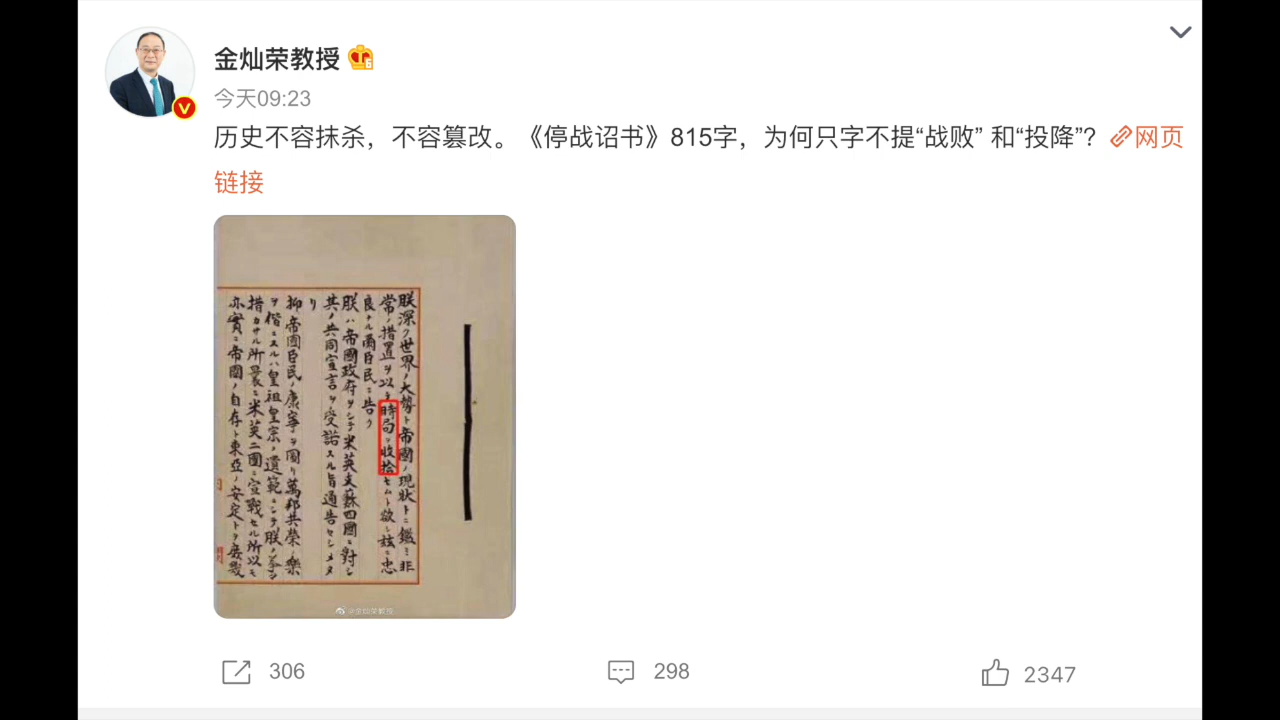 金灿荣教授
今天09:23
历史不容抹杀，不容篡改。《停战诏书》815字，为何只字不提“战败” 和“投降”？ 网页
链接
朕深ク世界ノ大勢ト帝國ノ現狀トニ鑑ミ非
常ノ措置ヲ以テ時局ヲ收拾セムト欲シ茲ニ忠
良ナル爾臣民ニ告ク
朕ハ帝國政府ヲシテ米英支蘇四國ニ對シ
其ノ共同宣言ヲ受諾スル旨通告セシメタ
リ
抑帝國臣民ノ康寧ヲ圖リ萬邦共榮ノ樂
ヲ偕ニスルハ皇祖皇宗ノ遺範ニシテ朕ノ拳々
措カサル所曩ニ米英二國ニ宣戰セル所以モ
亦實ニ帝國ノ自存ト東亞ノ安定トヲ庶幾
@金灿荣教授
306
298
2347